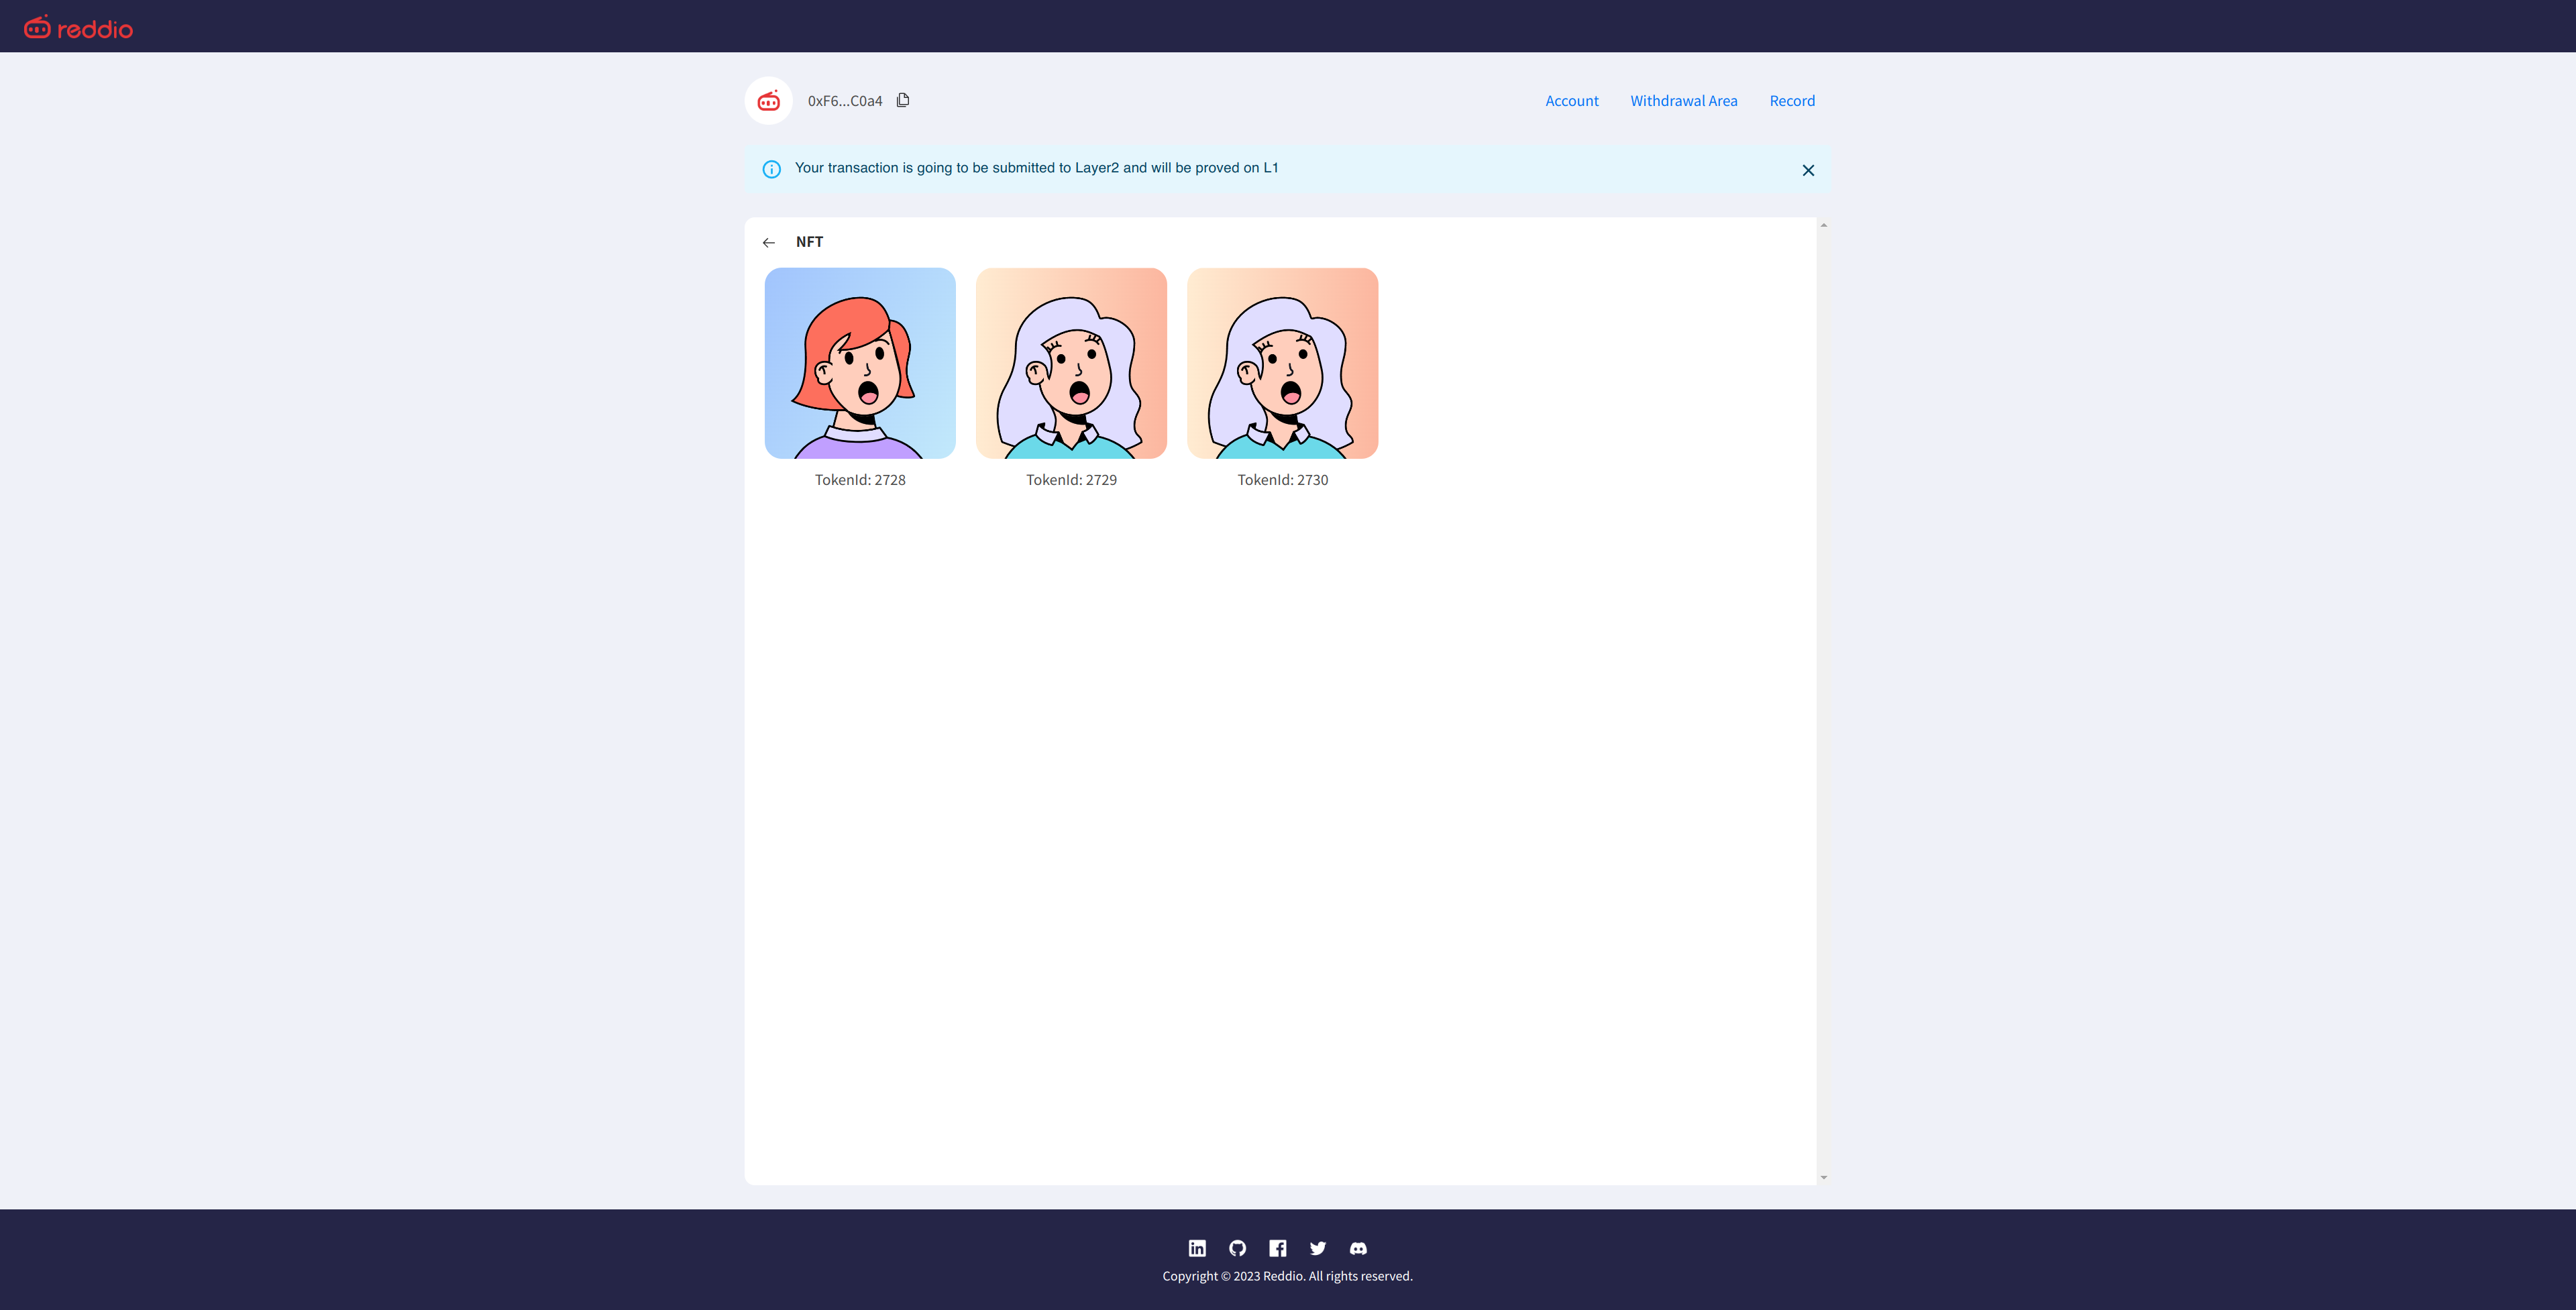 reddio
0xF6...C0a4
Account Withdrawal Area Record
Your transaction is going to be submitted to Layer2 and will be proved on L1
NFT
TokenId: 2728 TokenId: 2729 TokenId: 2730
Copyright © 2023 Reddio. All rights reserved.